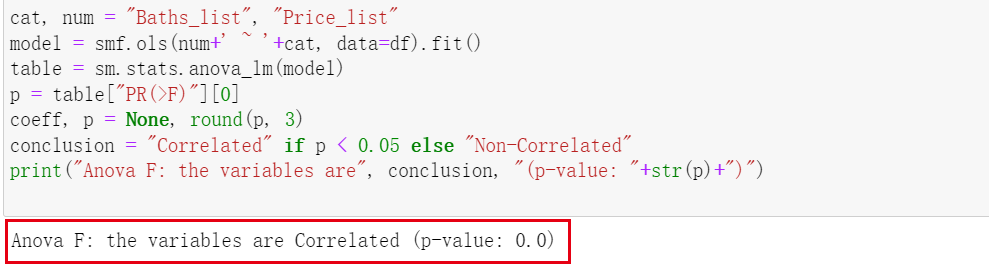 cat, num = "Baths_list", "Price_list"
model = smf.ols(num+' ~ '+cat, data=df).fit()
table = sm.stats.anova_lm(model)
p = table["PR(>F)"][0]
coeff, p = None, round(p, 3)
conclusion = "Correlated" if p < 0.05 else "Non-Correlated"
print("Anova F: the variables are", conclusion, "(p-value: "+str(p)+")")
Anova F: the variables are Correlated (p-value: 0.0)